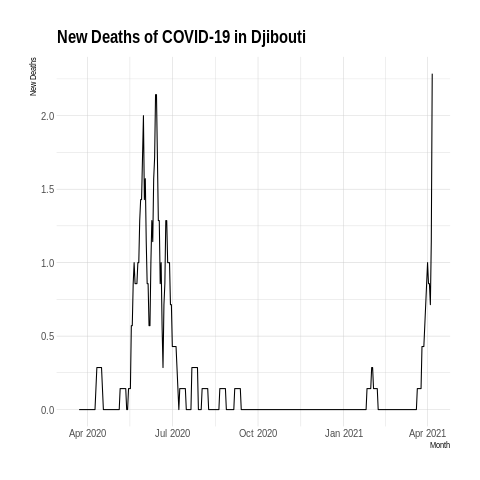 New Deaths of COVID-19 in Djibouti
New Deaths
2.0
1.5
1.0
0.5
0.0
Apr 2020 Jul 2020 Oct 2020 Jan 2021 Apr 2021
Month